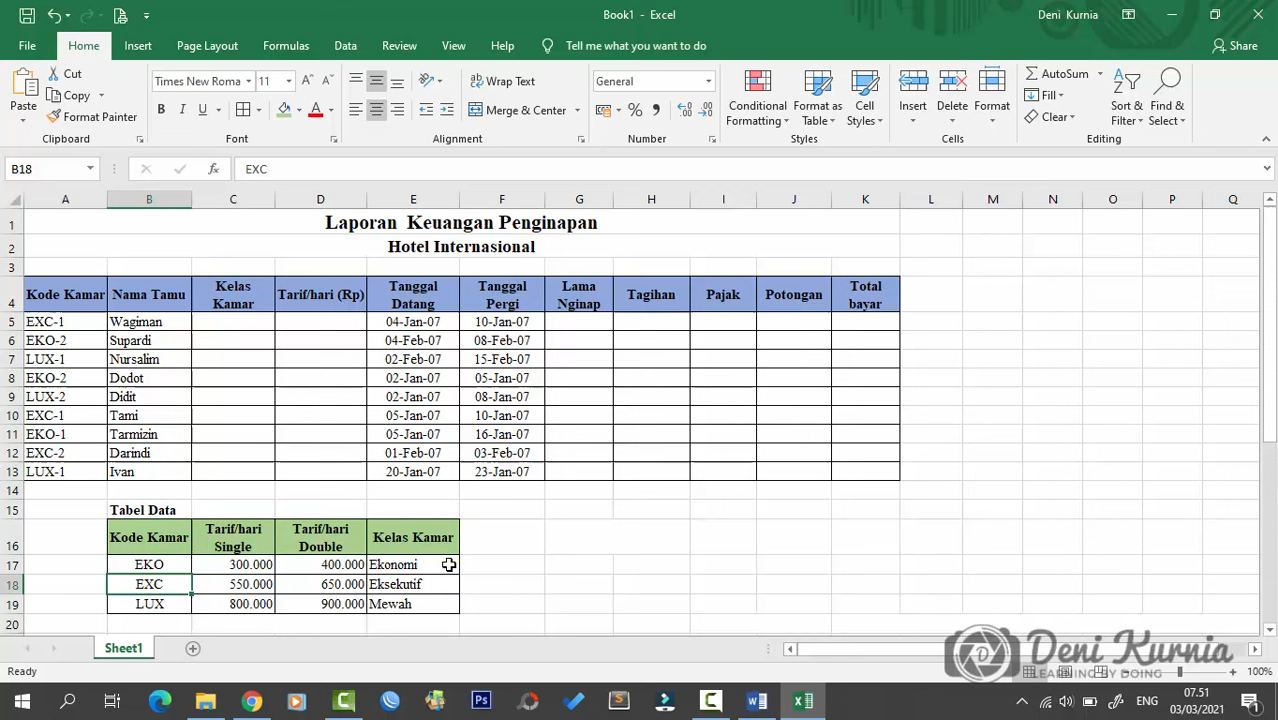 Book1 - Excel
Deni Kurnia
File Home Insert Page Layout Formulas Data Review View Help Tell me what you want to do Share
Paste
Cut
Copy
Format Painter
Clipboard
Times New Roma 11
B I U
Font
Wrap Text
Merge & Center
Alignment
General
Number
Conditional Formatting
Format as Table
Cell Styles
Styles
Insert Delete Format
Cells
AutoSum
Fill
Clear
Sort & Filter
Find & Select
Editing
B18 fx EXC
A B C D E F G H I J K L M N O P Q
1 Laporan Keuangan Penginapan
2 Hotel Internasional
3
4 Kode Kamar Nama Tamu Kelas Kamar Tarif/hari (Rp) Tanggal Datang Tanggal Pergi Lama Nginap Tagihan Pajak Potongan Total bayar
5 EXC-1 Wagiman 04-Jan-07 10-Jan-07
6 EKO-2 Supardi 04-Feb-07 08-Feb-07
7 LUX-1 Nursalim 02-Feb-07 15-Feb-07
8 EKO-2 Dodot 02-Jan-07 05-Jan-07
9 LUX-2 Didit 02-Jan-07 08-Jan-07
10 EXC-1 Tami 05-Jan-07 10-Jan-07
11 EKO-1 Tarmizin 05-Jan-07 16-Jan-07
12 EXC-2 Darindi 01-Feb-07 03-Feb-07
13 LUX-1 Ivan 20-Jan-07 23-Jan-07
14
15 Tabel Data
16 Kode Kamar Tarif/hari Single Tarif/hari Double Kelas Kamar
17 EKO 300.000 400.000 Ekonomi
18 EXC 550.000 650.000 Eksekutif
19 LUX 800.000 900.000 Mewah
20
Sheet1
Deni Kurnia
LEARNING BY DOING
Ready
100%
ENG
07.51
03/03/2021